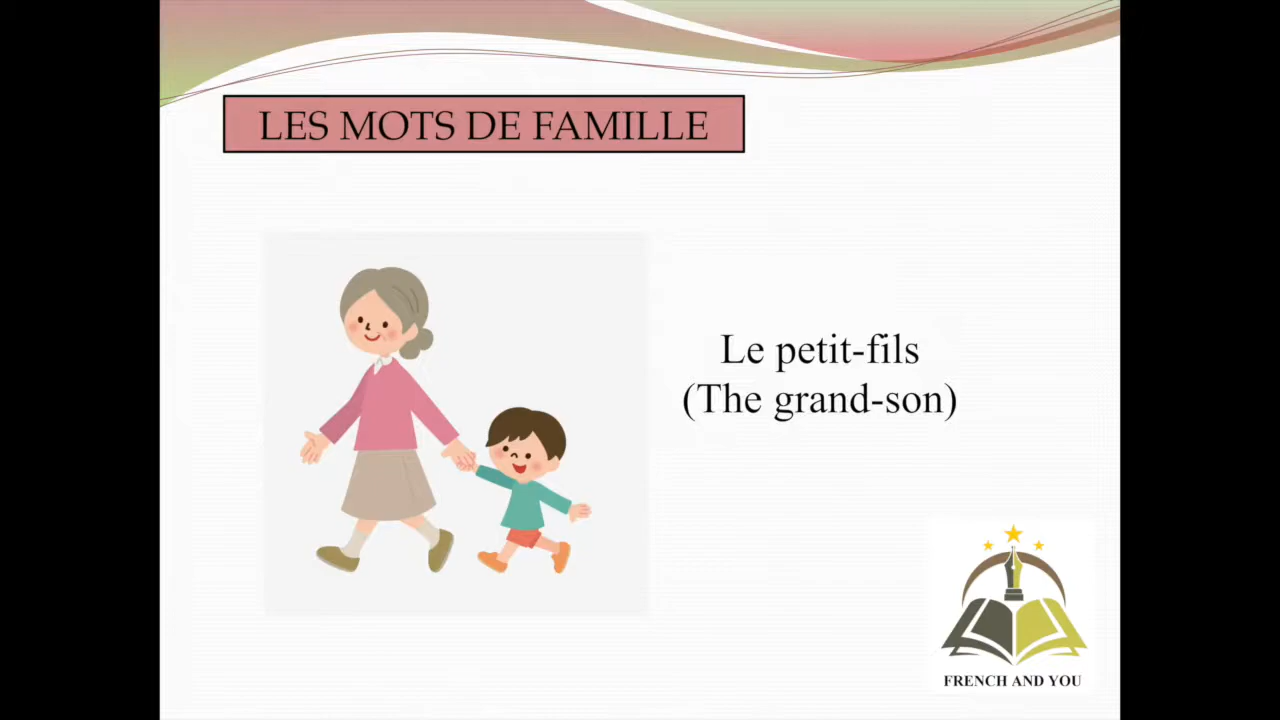 LES MOTS DE FAMILLE
Le petit-fils
(The grand-son)
FRENCH AND YOU